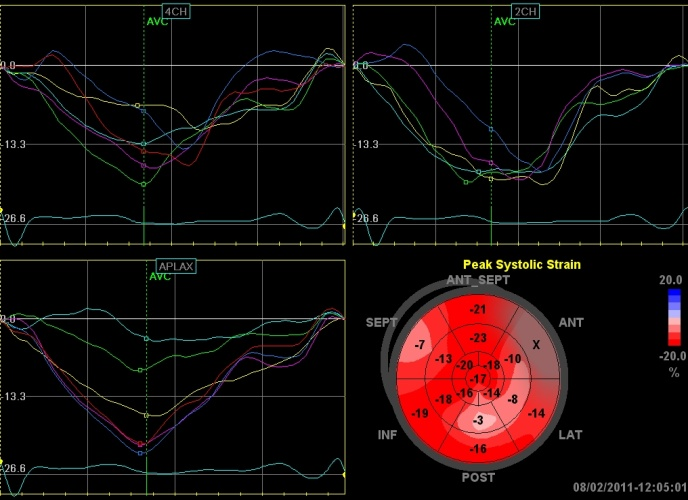 4CH
AVC
0.0
-13.3
-26.6
2CH
AVC
0.0
-13.3
-26.6
APLAX
AVC
0.0
-13.3
-26.6
Peak Systolic Strain
ANT_SEPT
SEPT
ANT
INF
LAT
POST
-21
-7
-23
X
-13
-10
-20
-18
-17
-16
-14
-18
-8
-19
-14
-3
-16
20.0
-20.0
%
08/02/2011-12:05:01